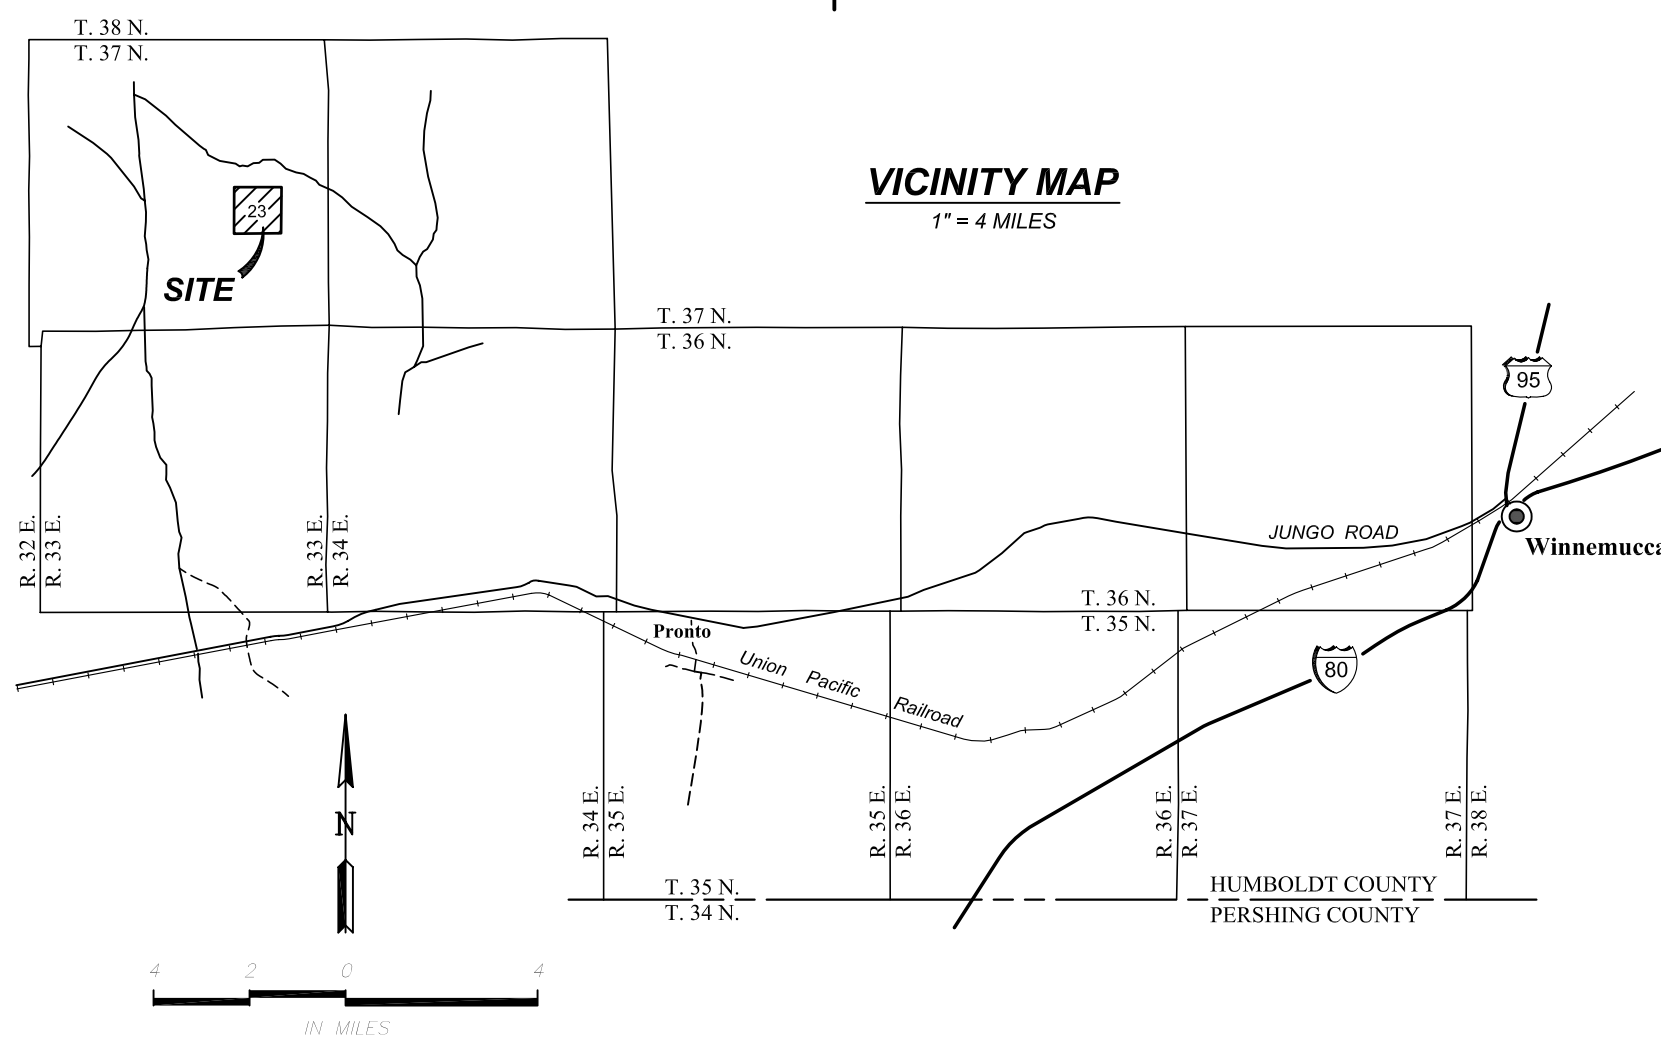 T. 38 N.
T. 37 N.
VICINITY MAP
1" = 4 MILES
23
SITE
T. 37 N.
T. 36 N.
95
R. 32 E.
R. 33 E.
R. 33 E.
R. 34 E.
JUNGO ROAD
Winnemucca
T. 36 N.
T. 35 N.
Pronto
Union Pacific Railroad
80
N
R. 34 E.
R. 35 E.
R. 35 E.
R. 36 E.
R. 36 E.
R. 37 E.
R. 37 E.
R. 38 E.
T. 35 N.
T. 34 N.
HUMBOLDT COUNTY
PERSHING COUNTY
4 2 0 4
IN MILES